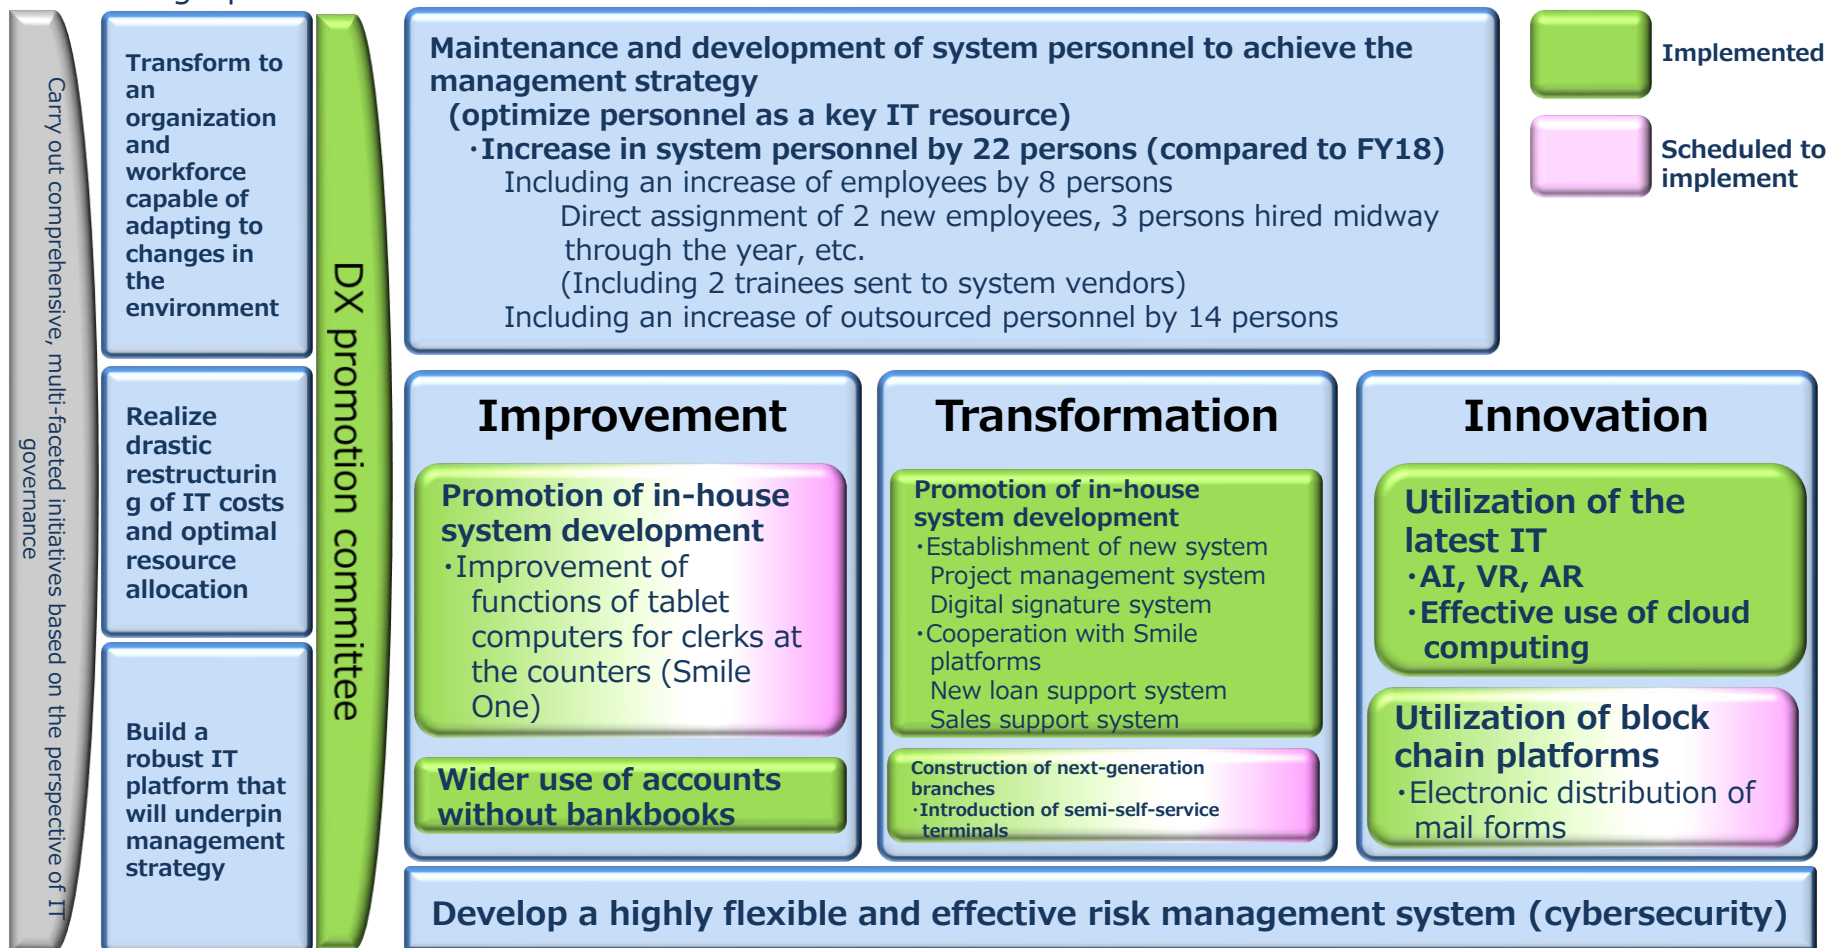 Carry out comprehensive, multi-faceted initiatives based on the perspective of IT
governance
Transform to
an
organization
and
workforce
capable of
adapting to
changes in
the
environment
Realize
drastic
restructurin
g of IT costs
and optimal
resource
allocation
Build a
robust IT
platform that
will underpin
management
strategy
DX promotion committee
Maintenance and development of system personnel to achieve the
management strategy
(optimize personnel as a key IT resource)
・Increase in system personnel by 22 persons (compared to FY18)
Including an increase of employees by 8 persons
Direct assignment of 2 new employees, 3 persons hired midway
through the year, etc.
(Including 2 trainees sent to system vendors)
Including an increase of outsourced personnel by 14 persons
Implemented
Scheduled to
implement
Improvement
Promotion of in-house
system development
・Improvement of
functions of tablet
computers for clerks at
the counters (Smile
One)
Wider use of accounts
without bankbooks
Transformation
Promotion of in-house
system development
・Establishment of new system
Project management system
Digital signature system
・Cooperation with Smile
platforms
New loan support system
Sales support system
Construction of next-generation
branches
・Introduction of semi-self-service
terminals
Innovation
Utilization of the
latest IT
・AI, VR, AR
・Effective use of cloud
computing
Utilization of block
chain platforms
・Electronic distribution of
mail forms
Develop a highly flexible and effective risk management system (cybersecurity)